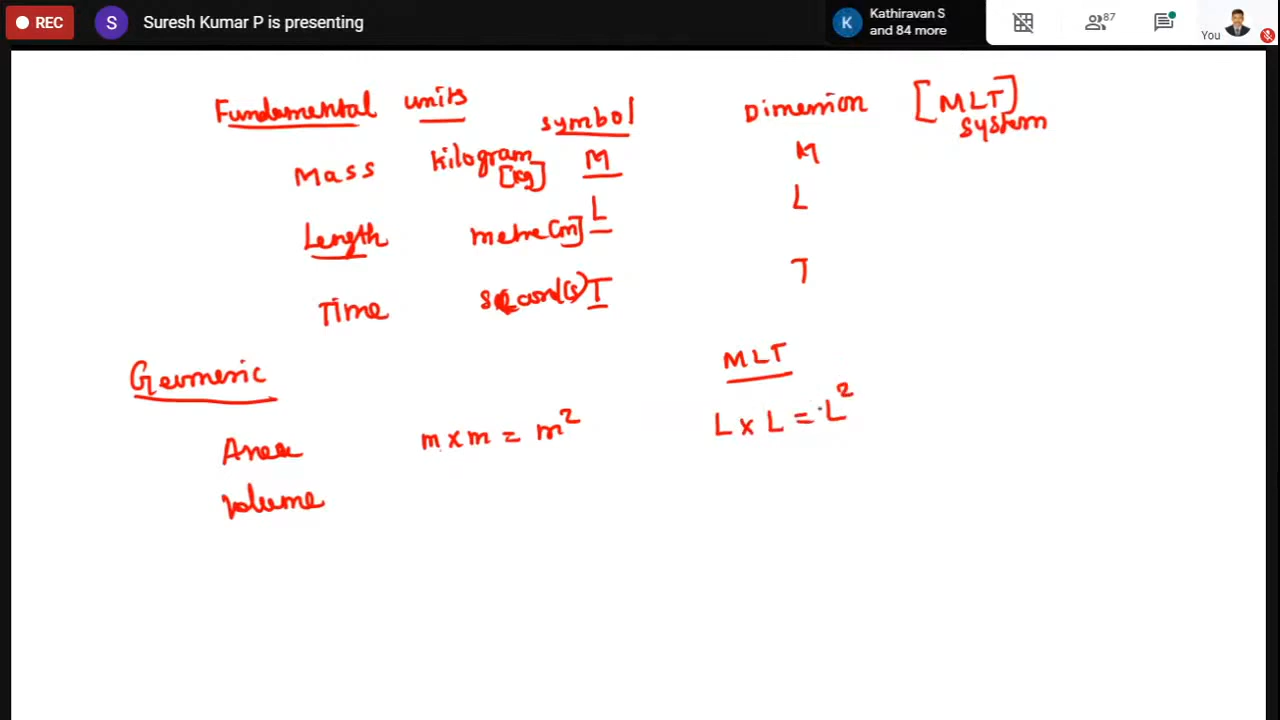 REC S Suresh Kumar P is presenting K Kathiravan S and 84 more 87 You
Fundamental units symbol Dimension [MLT] system
Mass kilogram [kg] M M
Length metre [m] L L
Time second(s) T T
Geomeric MLT
Area m x m = m² L x L = L²
volume